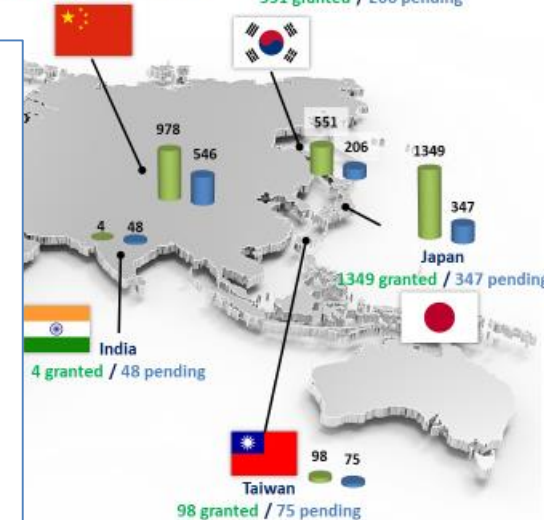 551 granted / 206 pending
978
546
551
206
1349
347
4
48
Japan
1349 granted / 347 pending
India
4 granted / 48 pending
98
75
Taiwan
98 granted / 75 pending